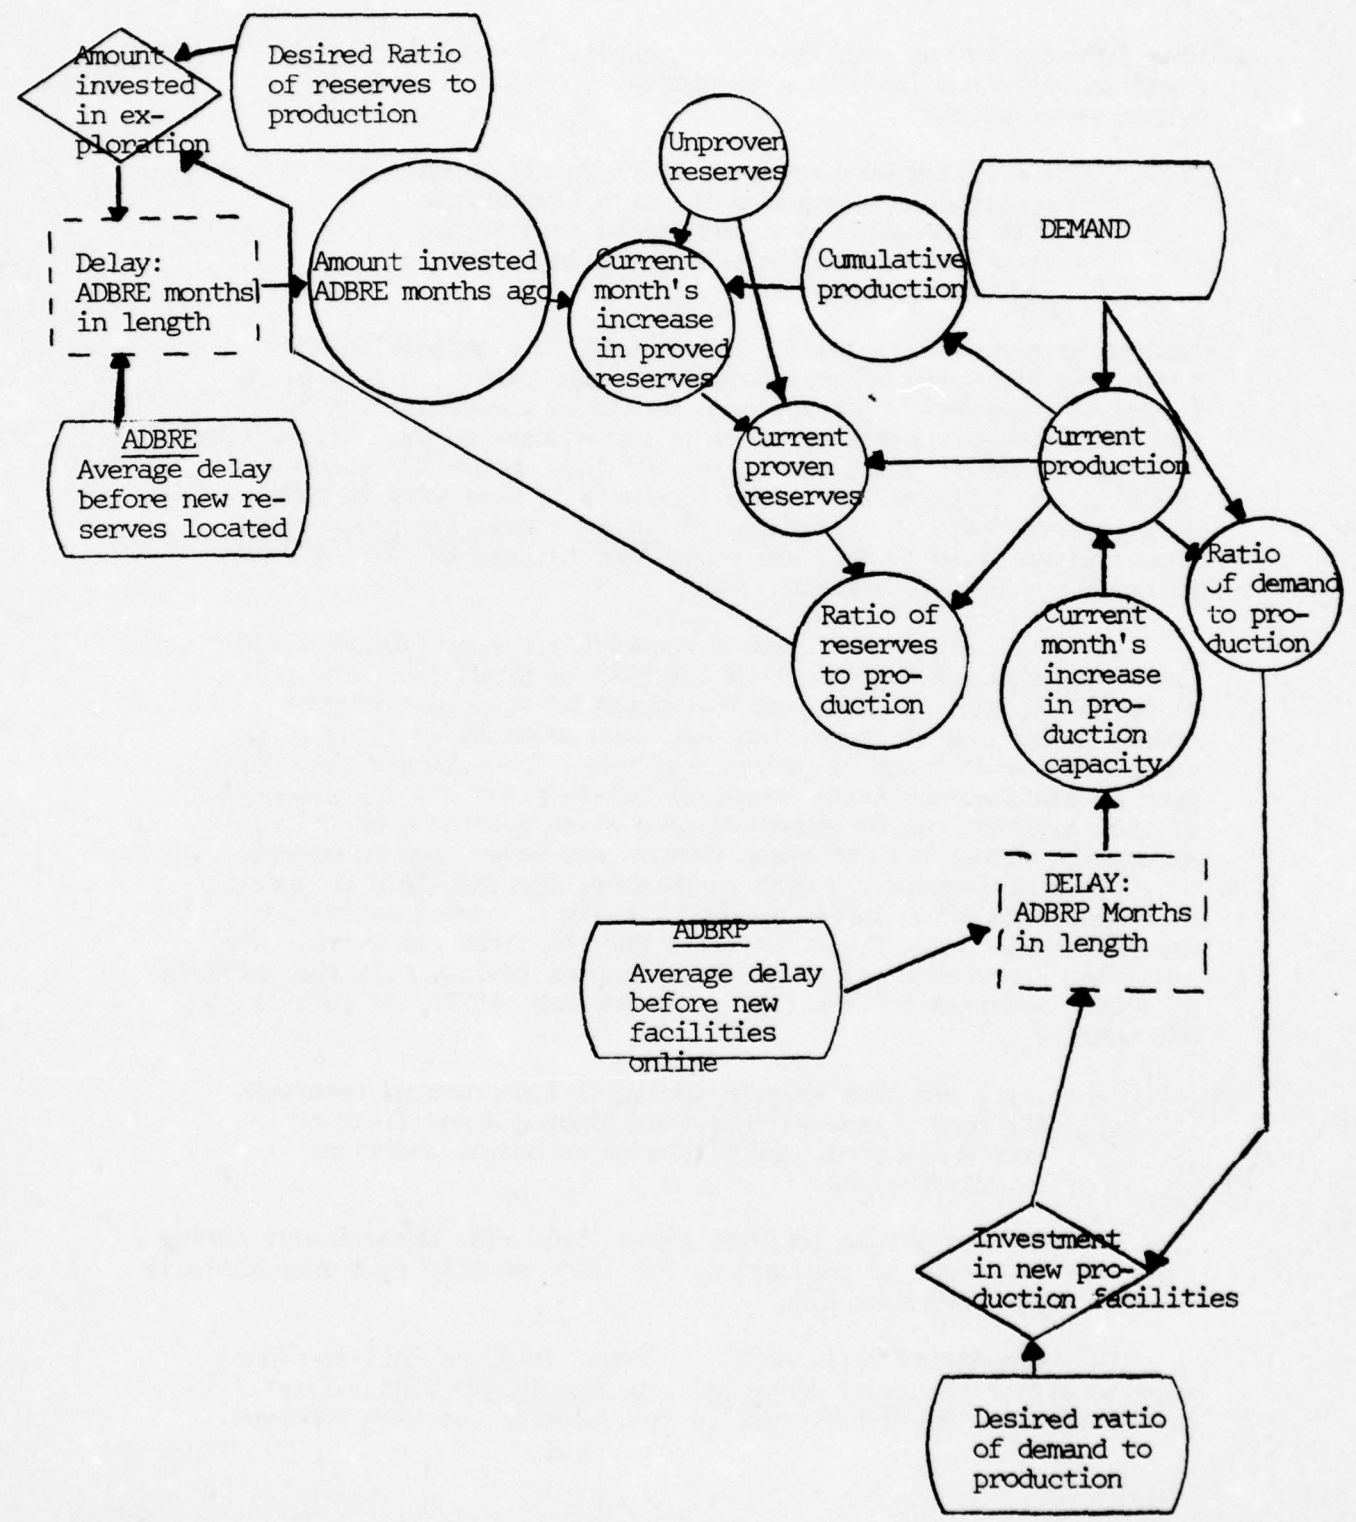 Amount
invested
in ex-
ploration
Desired Ratio
of reserves to
production
Unproven
reserves
DEMAND
Delay:
ADBRE months
in length
Amount invested
ADBRE months ago
Current
month's
increase
in proved
reserves
Cumulative
production
ADBRE
Average delay
before new re-
serves located
Current
proven
reserves
Current
production
Ratio of
reserves
to pro-
duction
Ratio
of demand
to pro-
duction
Current
month's
increase
in pro-
duction
capacity
DELAY:
ADBRP Months
in length
ADBRP
Average delay
before new
facilities
online
Investment
in new pro-
duction facilities
Desired ratio
of demand to
production